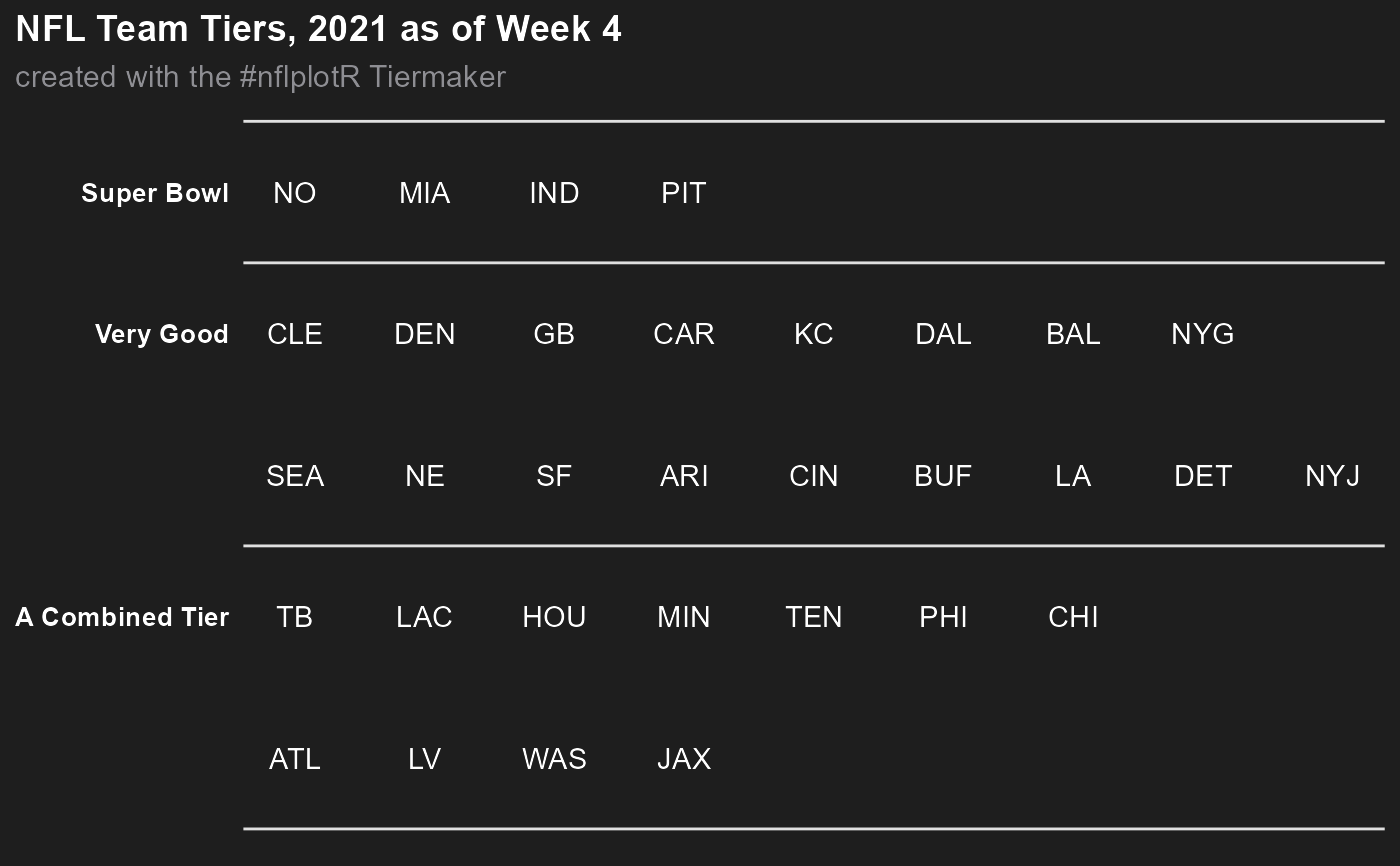 NFL Team Tiers, 2021 as of Week 4
created with the #nflplotR Tiermaker
Super Bowl NO MIA IND PIT
Very Good CLE DEN GB CAR KC DAL BAL NYG
SEA NE SF ARI CIN BUF LA DET NYJ
A Combined Tier TB LAC HOU MIN TEN PHI CHI
ATL LV WAS JAX